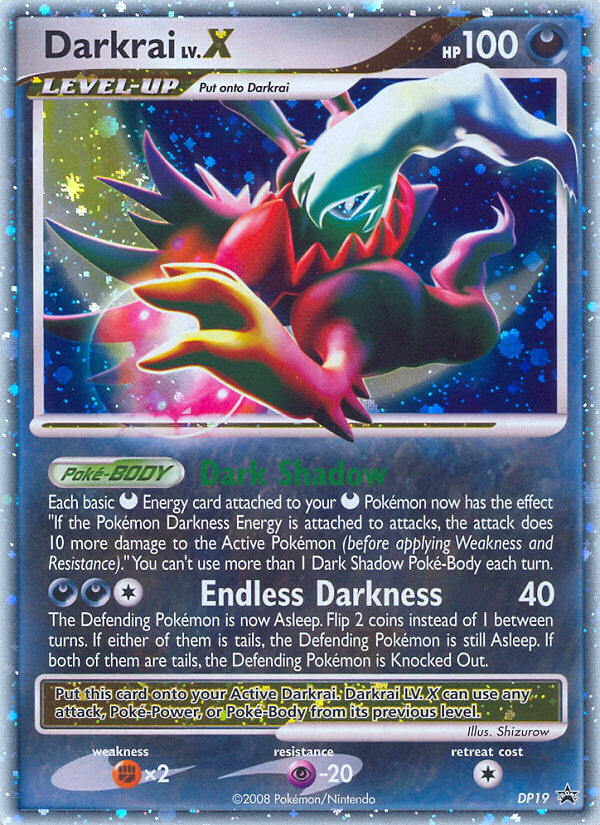 Darkrai LV.X HP 100
LEVEL-UP Put onto Darkrai
Poké-BODY Dark Shadow
Each basic Energy card attached to your Pokémon now has the effect
"If the Pokémon Darkness Energy is attached to attacks, the attack does
10 more damage to the Active Pokémon (before applying Weakness and
Resistance)." You can't use more than 1 Dark Shadow Poké-Body each turn.
Endless Darkness 40
The Defending Pokémon is now Asleep. Flip 2 coins instead of 1 between
turns. If either of them is tails, the Defending Pokémon is still Asleep. If
both of them are tails, the Defending Pokémon is Knocked Out.
Put this card onto your Active Darkrai. Darkrai LV. X can use any
attack, Poké-Power, or Poké-Body from its previous level.
Illus. Shizurow
weakness resistance retreat cost
×2 -20
©2008 Pokémon/Nintendo DP19